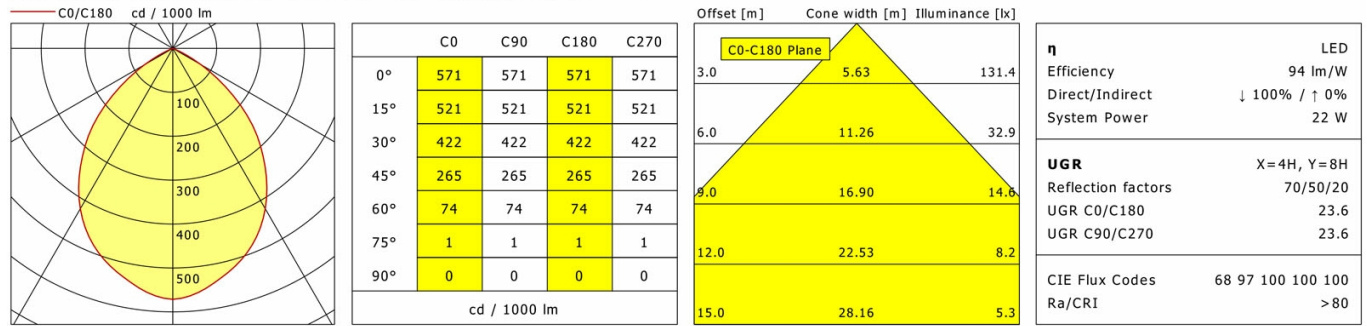 C0/C180 cd / 1000 lm
100
200
300
400
500
C0 C90 C180 C270
0° 571 571 571 571
15° 521 521 521 521
30° 422 422 422 422
45° 265 265 265 265
60° 74 74 74 74
75° 1 1 1 1
90° 0 0 0 0
cd / 1000 lm
Offset [m] Cone width [m] Illuminance [lx]
C0-C180 Plane
3.0 5.63 131.4
6.0 11.26 32.9
9.0 16.90 14.6
12.0 22.53 8.2
15.0 28.16 5.3
η LED
Efficiency 94 lm/W
Direct/Indirect ↓ 100% / ↑ 0%
System Power 22 W
UGR X=4H, Y=8H
Reflection factors 70/50/20
UGR C0/C180 23.6
UGR C90/C270 23.6
CIE Flux Codes 68 97 100 100 100
Ra/CRI >80